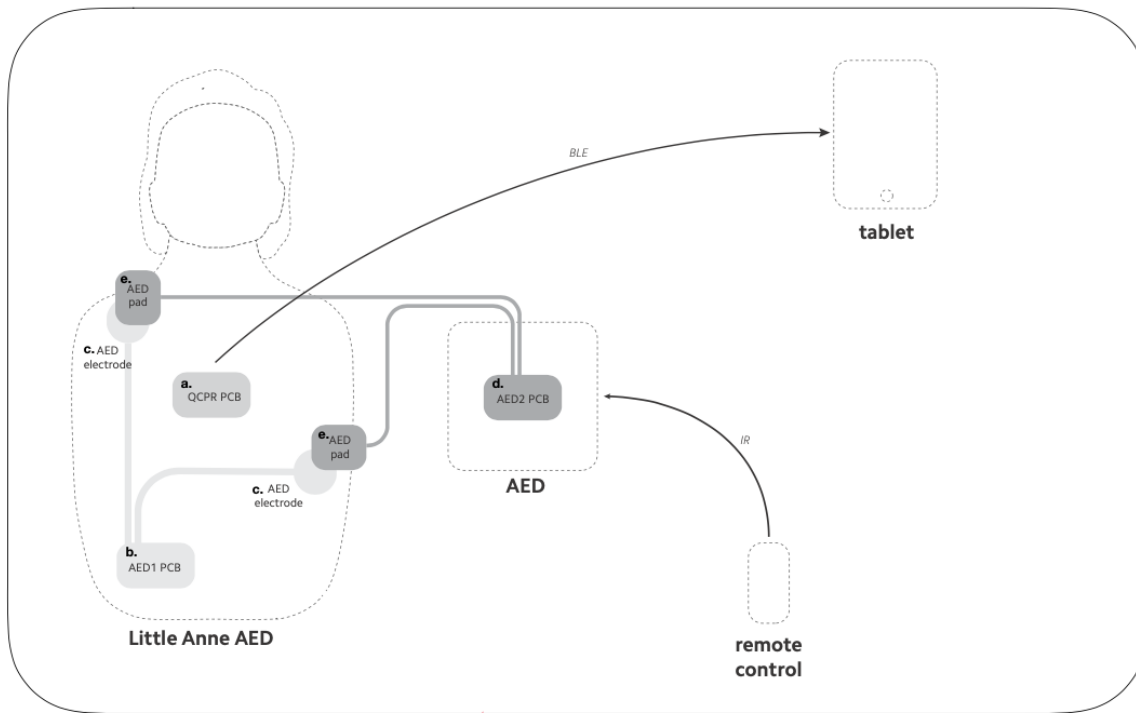 BLE
tablet
e.
AED
pad
c. AED
electrode
a.
QCPR PCB
d.
AED2 PCB
e.
AED
pad
IR
c. AED
electrode
AED
b.
AED1 PCB
Little Anne AED
remote
control